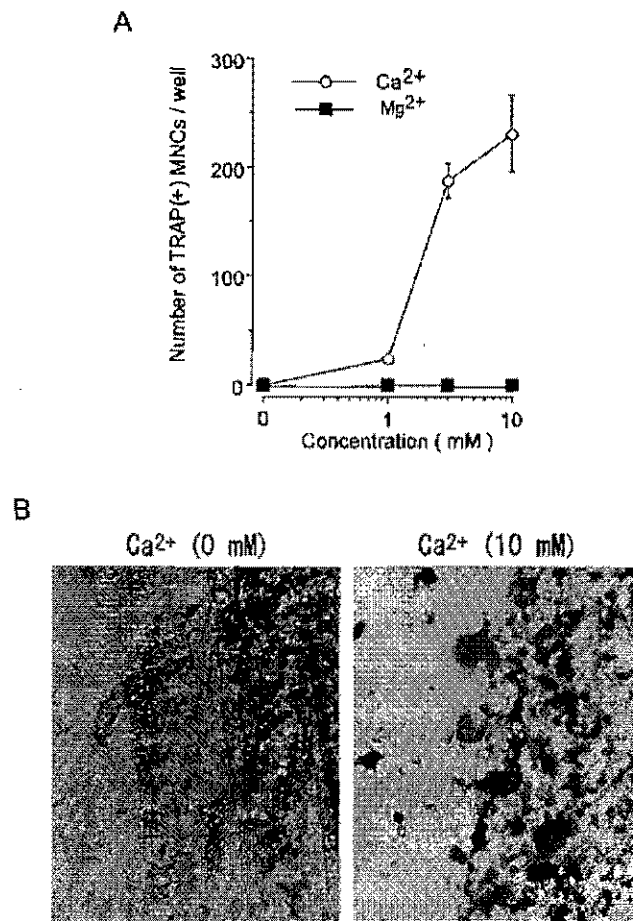 A
Number of TRAP(+) MNCs / well
300
200
100
0
Ca²⁺
Mg²⁺
0 1 10
Concentration ( mM )
B
Ca²⁺ (0 mM) Ca²⁺ (10 mM)